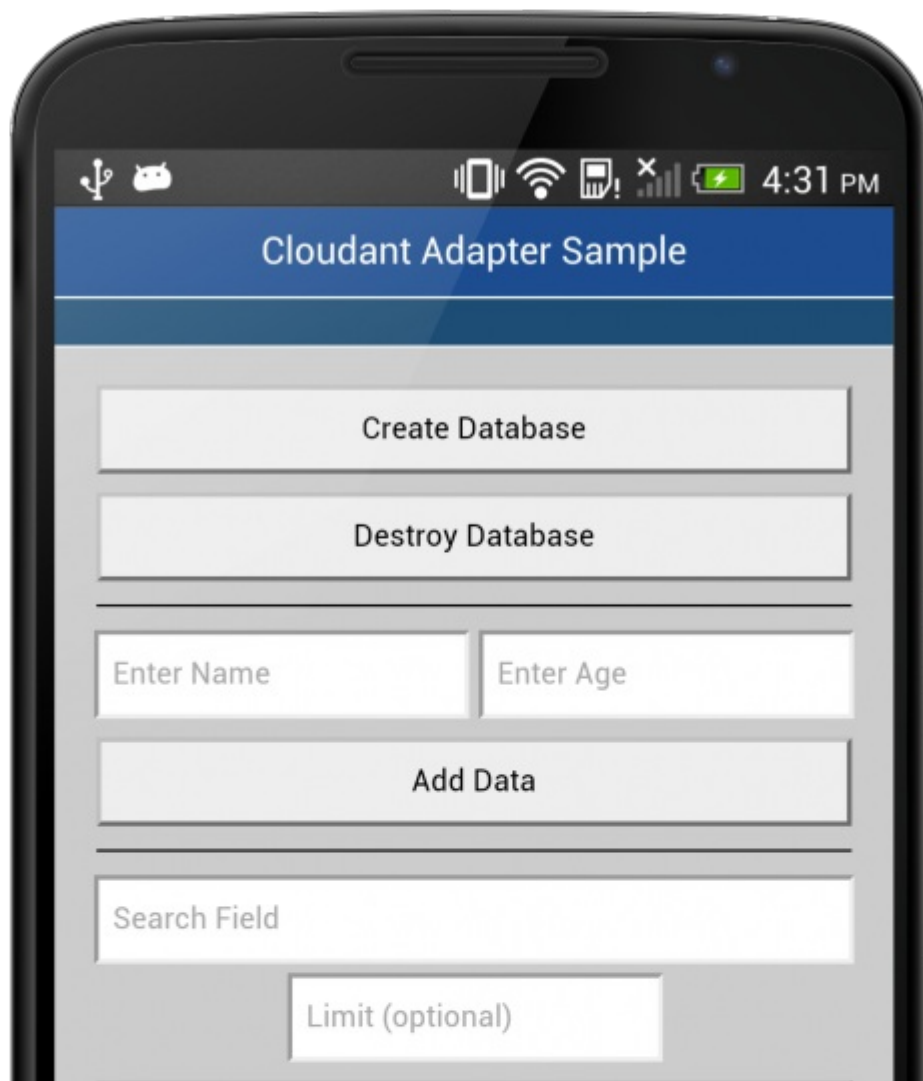 4:31 PM
Cloudant Adapter Sample
Create Database
Destroy Database
Enter Name Enter Age
Add Data
Search Field
Limit (optional)